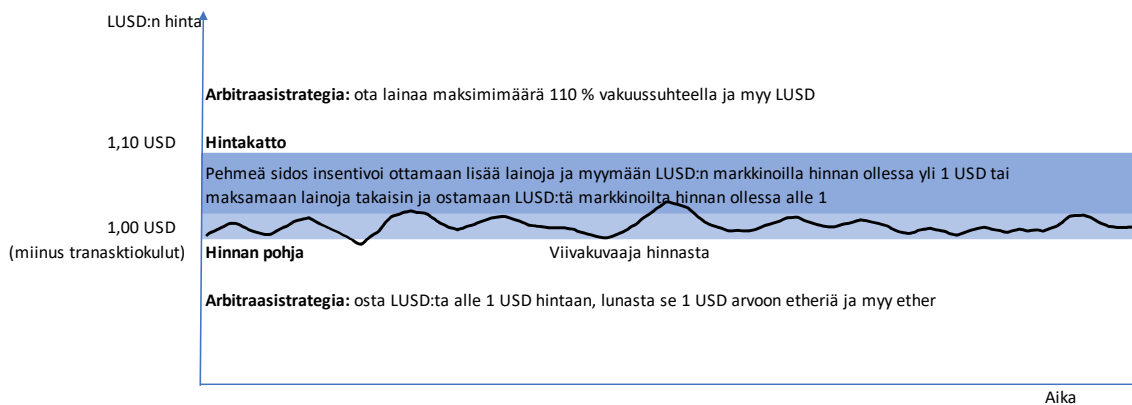 LUSD:n hinta
Arbitraasistrategia: ota lainaa maksimimäärä 110 % vakuussuhteella ja myy LUSD
1,10 USD
Hintakatto
Pehmeä sidos insentivoi ottamaan lisää lainoja ja myymään LUSD:n markkinoilla hinnan ollessa yli 1 USD tai
maksamaan lainoja takaisin ja ostamaan LUSD:tä markkinoilta hinnan ollessa alle 1
1,00 USD
(miinus tranasktiokulut)
Hinnan pohja
Viivakuvaaja hinnasta
Arbitraasistrategia: osta LUSD:ta alle 1 USD hintaan, lunasta se 1 USD arvoon etheriä ja myy ether
Aika